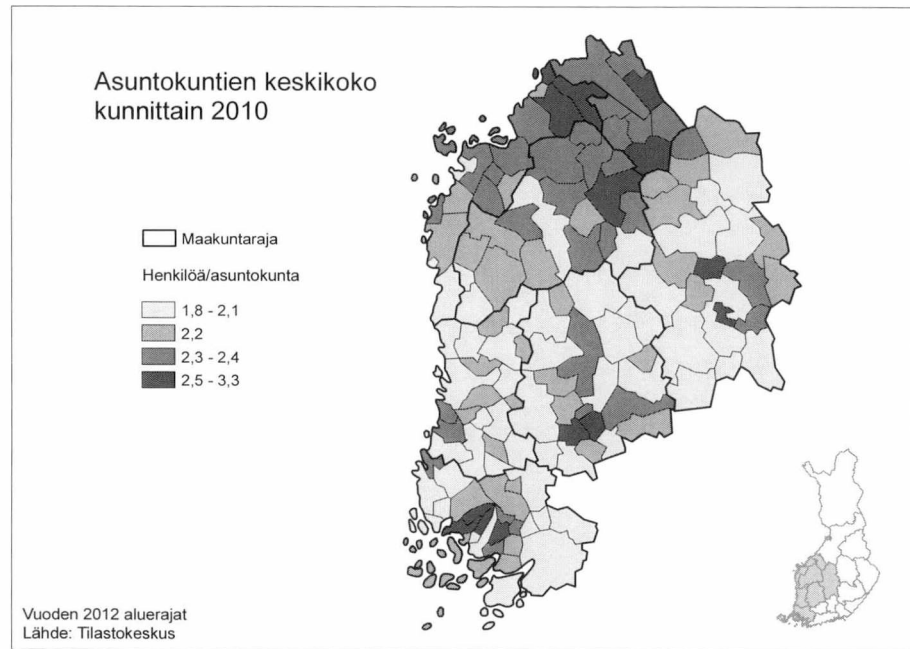 Asuntokuntien keskikoko
kunnittain 2010
Maakuntaraja
Henkilöä/asuntokunta
1,8 - 2,1
2,2
2,3 - 2,4
2,5 - 3,3
Vuoden 2012 aluerajat
Lähde: Tilastokeskus